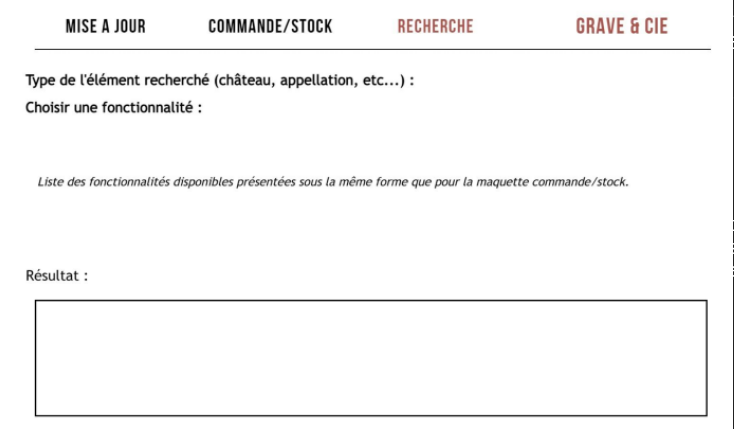 MISE A JOUR COMMANDE/STOCK RECHERCHE GRAVE & CIE
Type de l'élément recherché (château, appellation, etc...) :
Choisir une fonctionnalité :
Liste des fonctionnalités disponibles présentées sous la même forme que pour la maquette commande/stock.
Résultat :